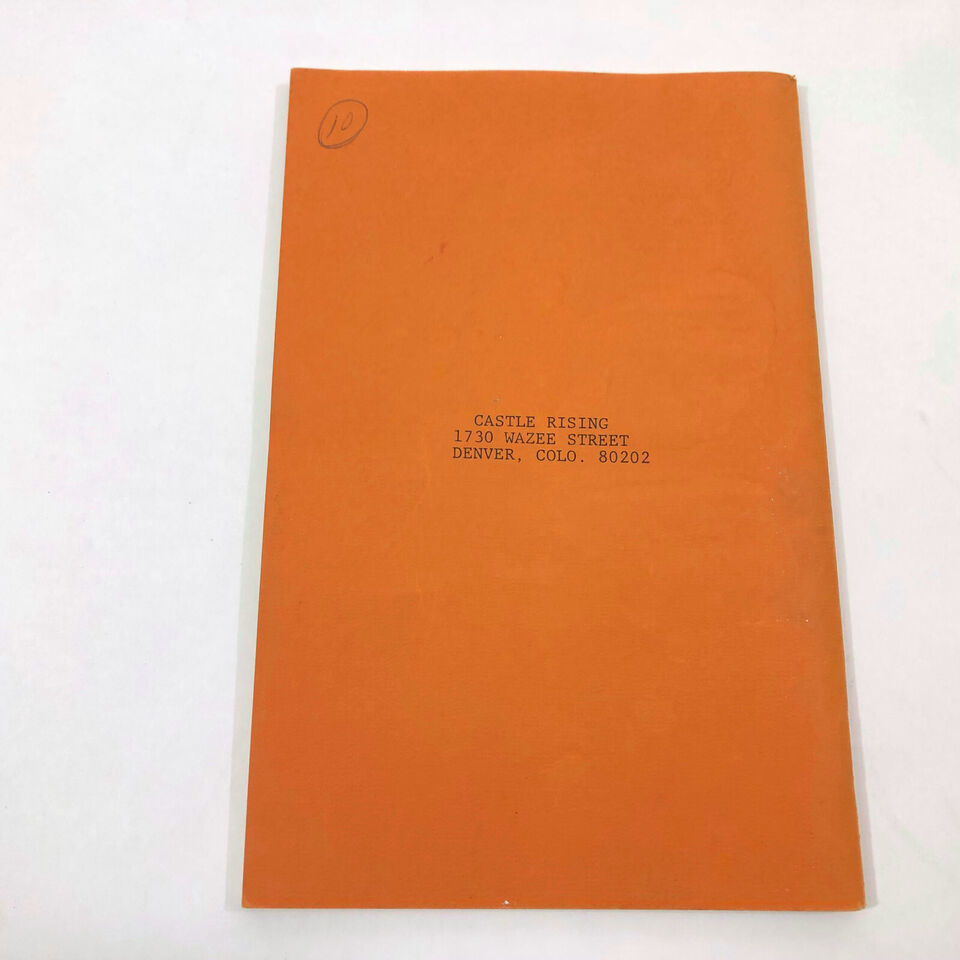 10
CASTLE RISING
1730 WAZEE STREET
DENVER, COLO. 80202